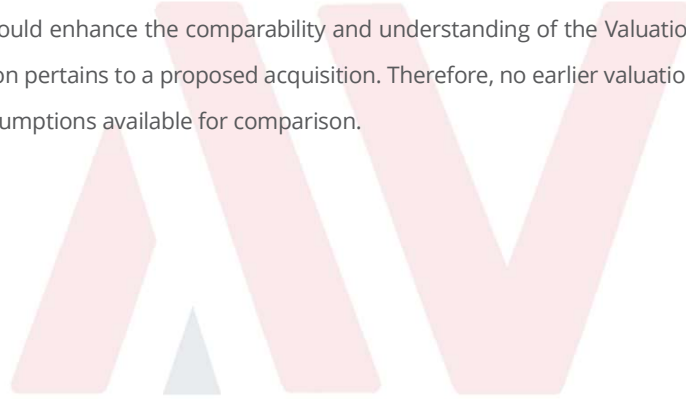 ould enhance the comparability and understanding of the Valuatio
on pertains to a proposed acquisition. Therefore, no earlier valuatio
sumptions available for comparison.